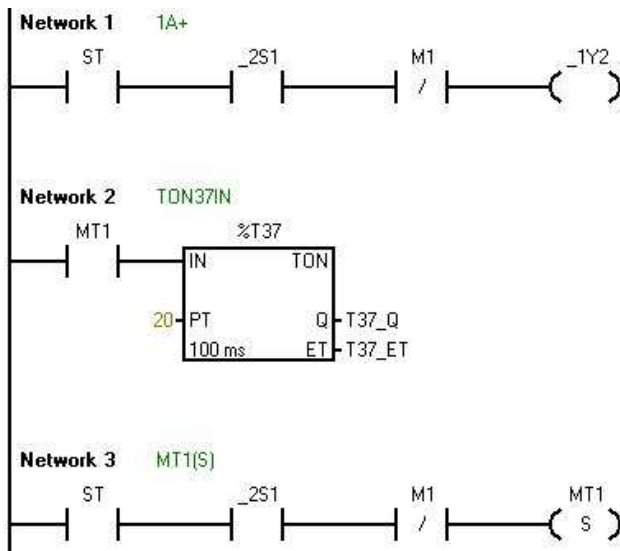 Network 1 1A+
ST _2S1 M1 _1Y2
/
Network 2 TON37IN
MT1 %T37
IN TON
20 PT Q T37_Q
100 ms ET T37_ET
Network 3 MT1(S)
ST _2S1 M1 MT1
/ S